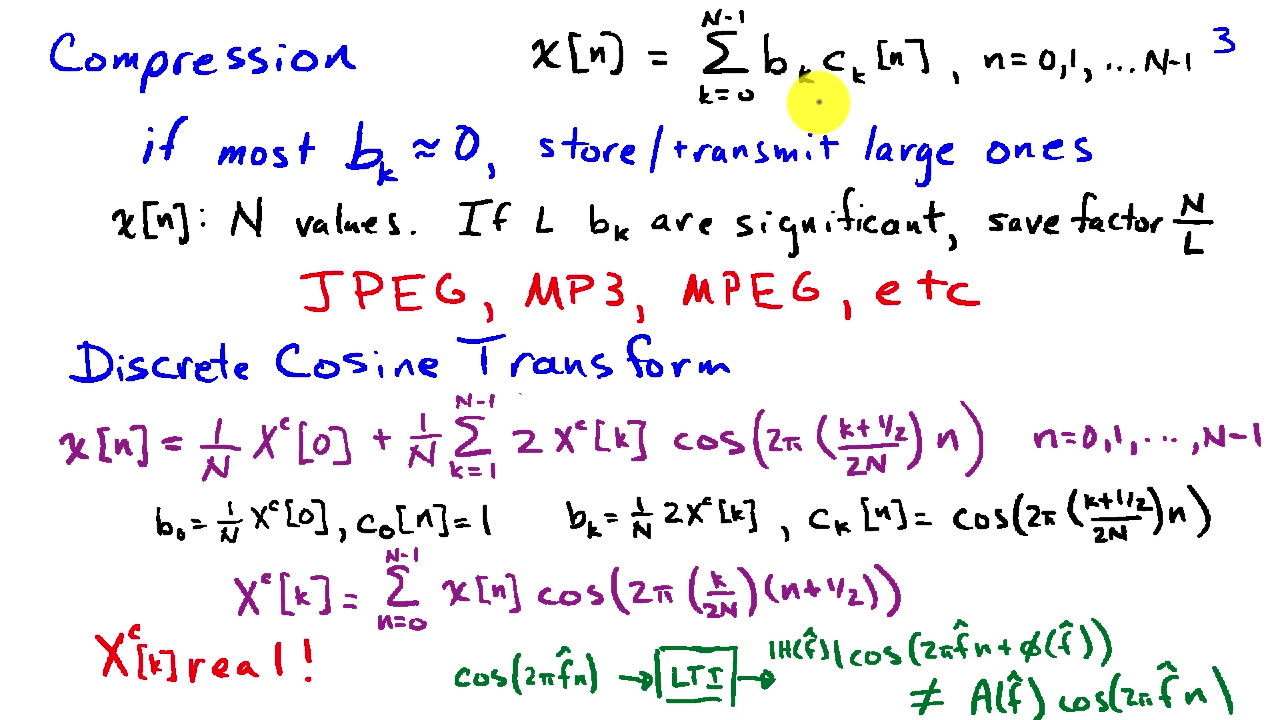 Compression x[n] = Σ_{k=0}^{N-1} b_k c_k [n] , n = 0,1, ... N-1 3
if most b_k ≈ 0, store/transmit large ones
x[n]: N values. If L b_k are significant, save factor N/L
JPEG, MP3, MPEG, etc
Discrete Cosine Transform
x[n] = 1/N X^c[0] + 1/N Σ_{k=1}^{N-1} 2 X^c[k] cos(2π((k+1/2)/2N) n) n=0,1, ..., N-1
b_0 = 1/N X^c[0] , c_0[n] = 1 b_k = 1/N 2X^c[k] , c_k [n] = cos(2π((k+1/2)/2N) n)
X^c[k] = Σ_{n=0}^{N-1} x[n] cos(2π(k/2N)(n+1/2))
X^c[k] real!
cos(2πf̂n) → LTI → |H(f̂)| cos(2πf̂n + φ(f̂))
≠ A(f̂) cos(2πf̂n)